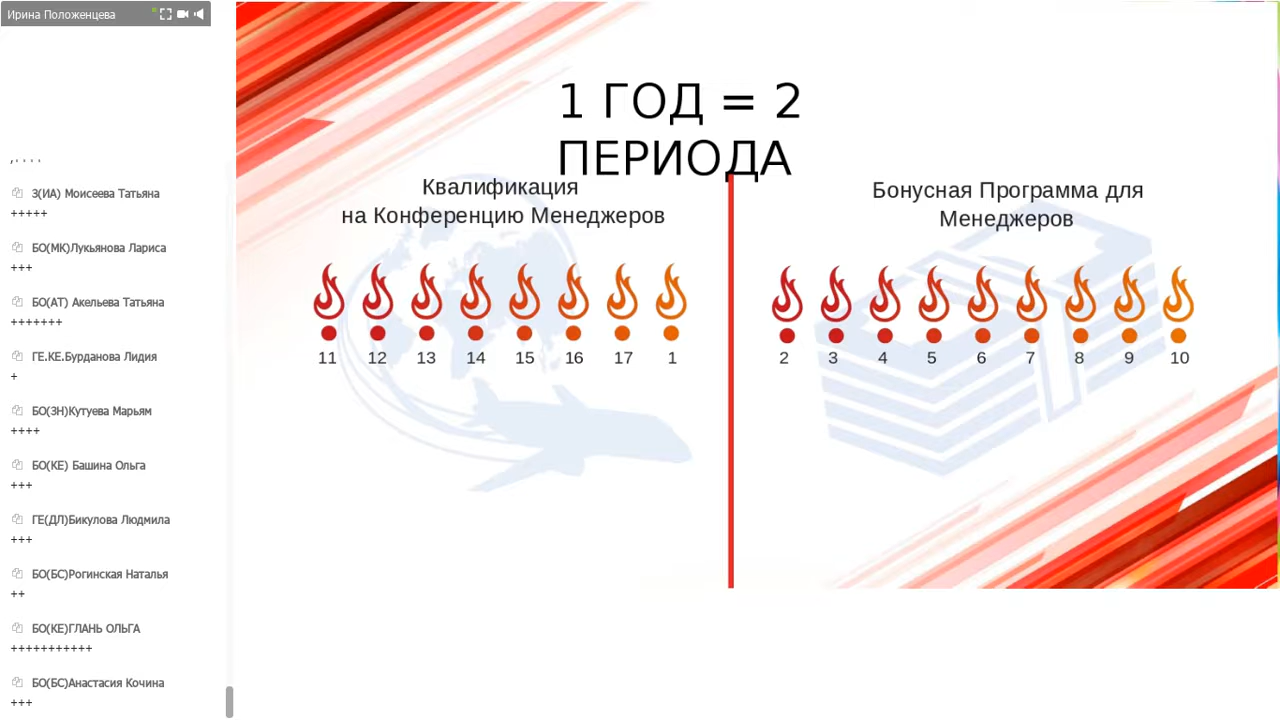 Ирина Положенцева
З(ИА) Моисеева Татьяна
+++++
БО(МК)Лукьянова Лариса
+++
БО(АТ) Акельева Татьяна
+++++++
ГЕ.КЕ.Бурданова Лидия
+
БО(ЗН)Кутуева Марьям
++++
БО(КЕ) Башина Ольга
+++
ГЕ(ДЛ)Бикулова Людмила
+++
БО(БС)Рогинская Наталья
++
БО(КЕ)ГЛАНЬ ОЛЬГА
+++++++++++
БО(БС)Анастасия Кочина
+++
1 ГОД = 2
ПЕРИОДА
Квалификация
на Конференцию Менеджеров
11 12 13 14 15 16 17 1
Бонусная Программа для
Менеджеров
2 3 4 5 6 7 8 9 10